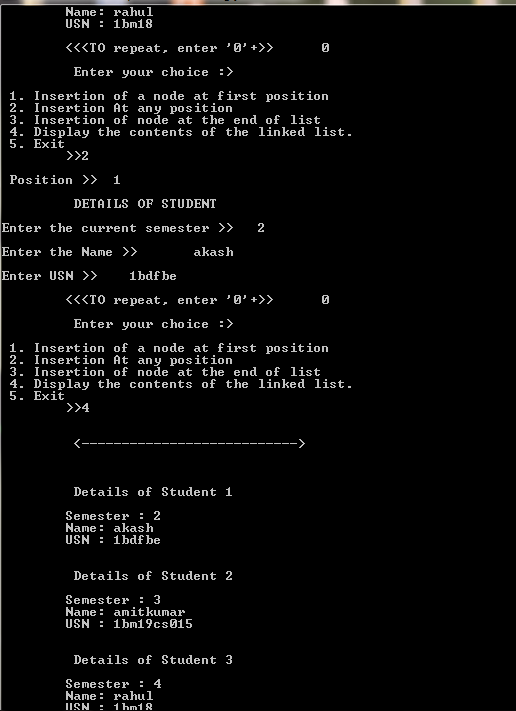 Name: rahul
USN : 1bm18
<<<TO repeat, enter '0'+>> 0
Enter your choice :>
1. Insertion of a node at first position
2. Insertion At any position
3. Insertion of node at the end of list
4. Display the contents of the linked list.
5. Exit
>>2
Position >> 1
DETAILS OF STUDENT
Enter the current semester >> 2
Enter the Name >> akash
Enter USN >> 1bdfbe
<<<TO repeat, enter '0'+>> 0
Enter your choice :>
1. Insertion of a node at first position
2. Insertion At any position
3. Insertion of node at the end of list
4. Display the contents of the linked list.
5. Exit
>>4
<--------------------------->
Details of Student 1
Semester : 2
Name: akash
USN : 1bdfbe
Details of Student 2
Semester : 3
Name: amitkumar
USN : 1bm19cs015
Details of Student 3
Semester : 4
Name: rahul
USN : 1bm18